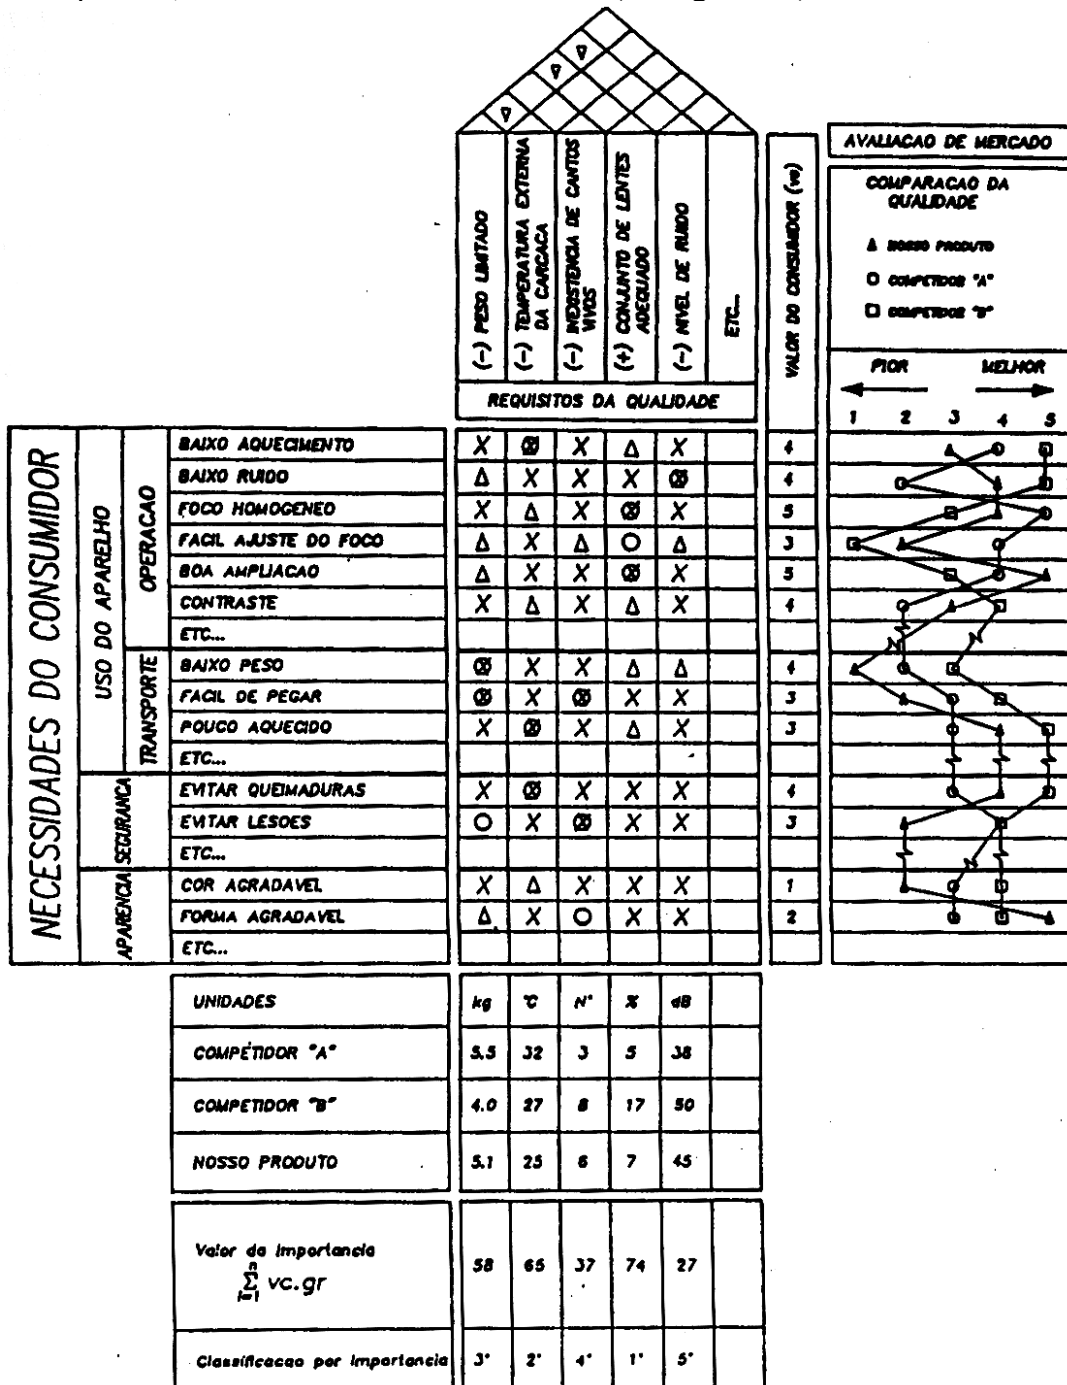 AVALIACAO DE MERCADO
COMPARACAO DA
QUALIDADE
NOSSO PRODUTO
COMPETIDOR "A"
COMPETIDOR "B"
PIOR MELHOR
1 2 3 4 5
(-) PESO LIMITADO
(-) TEMPERATURA EXTERNA
DA CARCACA
(-) INEXISTENCIA DE CANTOS
VIVOS
(+) CONJUNTO DE LENTES
ADEQUADO
(-) NIVEL DE RUIDO
ETC...
VALOR DO CONSUMIDOR (vc)
REQUISITOS DA QUALIDADE
NECESSIDADES DO CONSUMIDOR
USO DO APARELHO
OPERACAO
BAIXO AQUECIMENTO X X Δ X 4
BAIXO RUIDO Δ X X X 4
FOCO HOMOGENEO X Δ X X 5
FACIL AJUSTE DO FOCO Δ X Δ O Δ 3
BOA AMPLIACAO Δ X X X 5
CONTRASTE X Δ X Δ X 4
ETC...
TRANSPORTE
BAIXO PESO X X Δ Δ 4
FACIL DE PEGAR X X X 3
POUCO AQUECIDO X X Δ X 3
ETC...
SEGURANCA
EVITAR QUEIMADURAS X X X X 4
EVITAR LESOES O X X X 3
ETC...
APARENCIA
COR AGRADAVEL X Δ X X X 1
FORMA AGRADAVEL Δ X O X X 2
ETC...
UNIDADES kg °C N° % dB
COMPETIDOR "A" 5.5 32 3 5 38
COMPETIDOR "B" 4.0 27 8 17 50
NOSSO PRODUTO 5.1 25 6 7 45
Valor da Importancia
n
Σ vc.gr 58 65 37 74 27
i=1
Classificacao por Importancia 3° 2° 4° 1° 5°